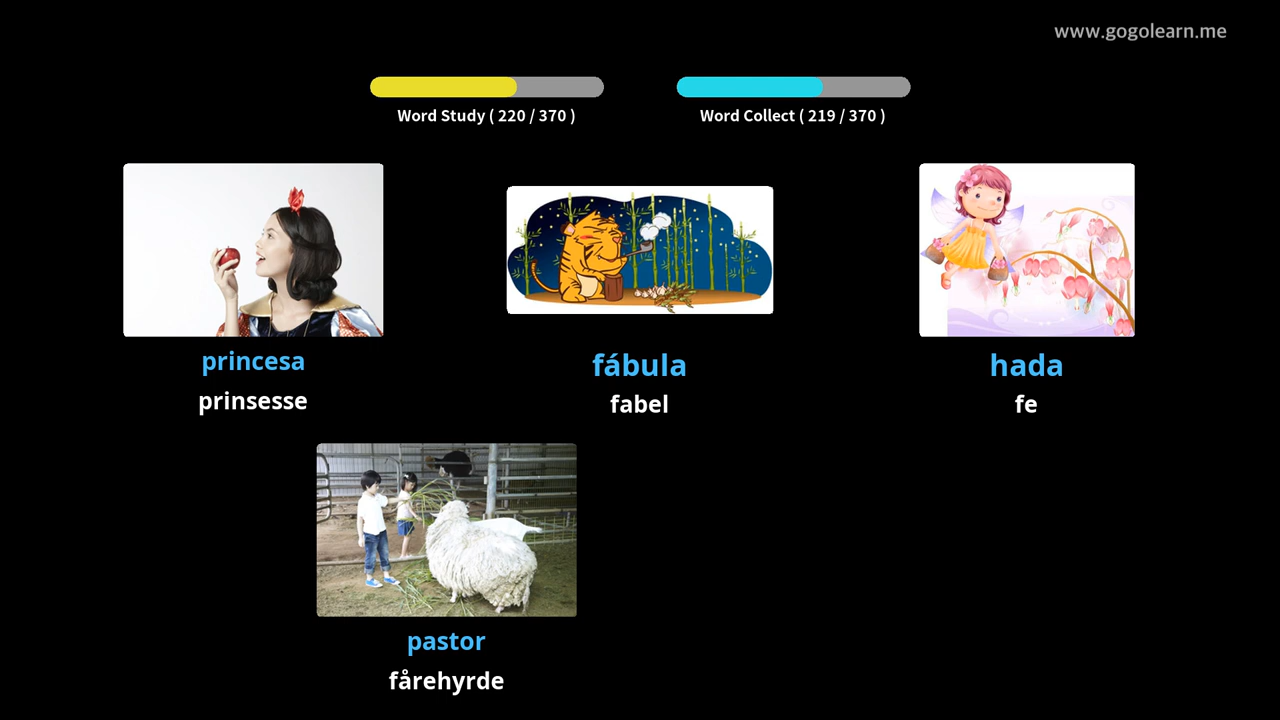 www.gogolearn.me
Word Study ( 220 / 370 )
Word Collect ( 219 / 370 )
princesa
prinsesse
fábula
fabel
hada
fe
pastor
fårehyrde